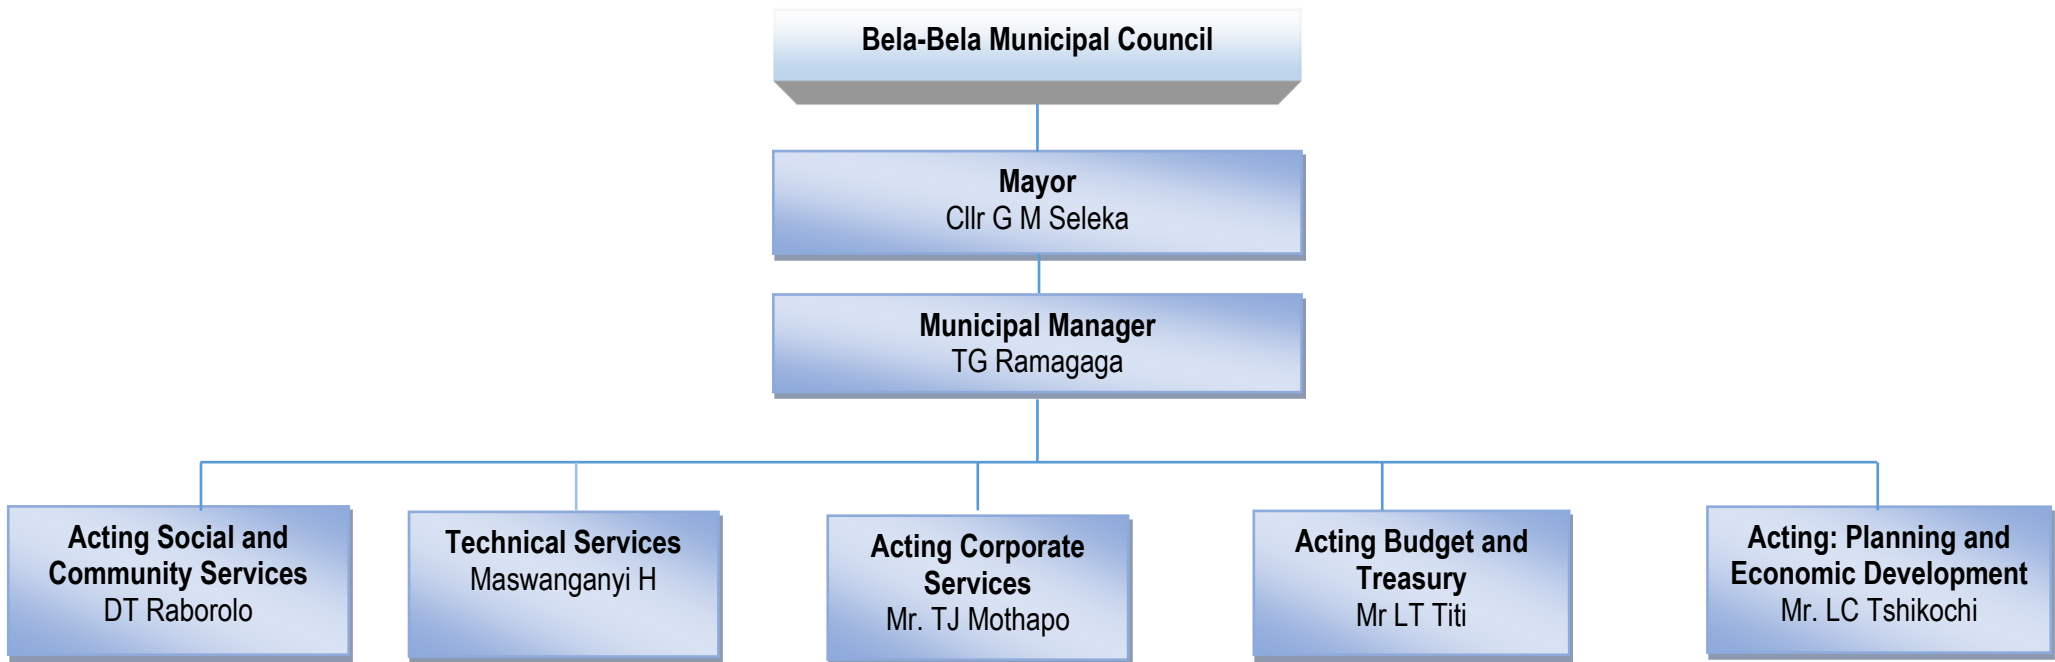 Bela-Bela Municipal Council
Mayor
Cllr G M Seleka
Municipal Manager
TG Ramagaga
Acting Social and
Community Services
DT Raborolo
Technical Services
Maswanganyi H
Acting Corporate
Services
Mr. TJ Mothapo
Acting Budget and
Treasury
Mr LT Titi
Acting: Planning and
Economic Development
Mr. LC Tshikochi